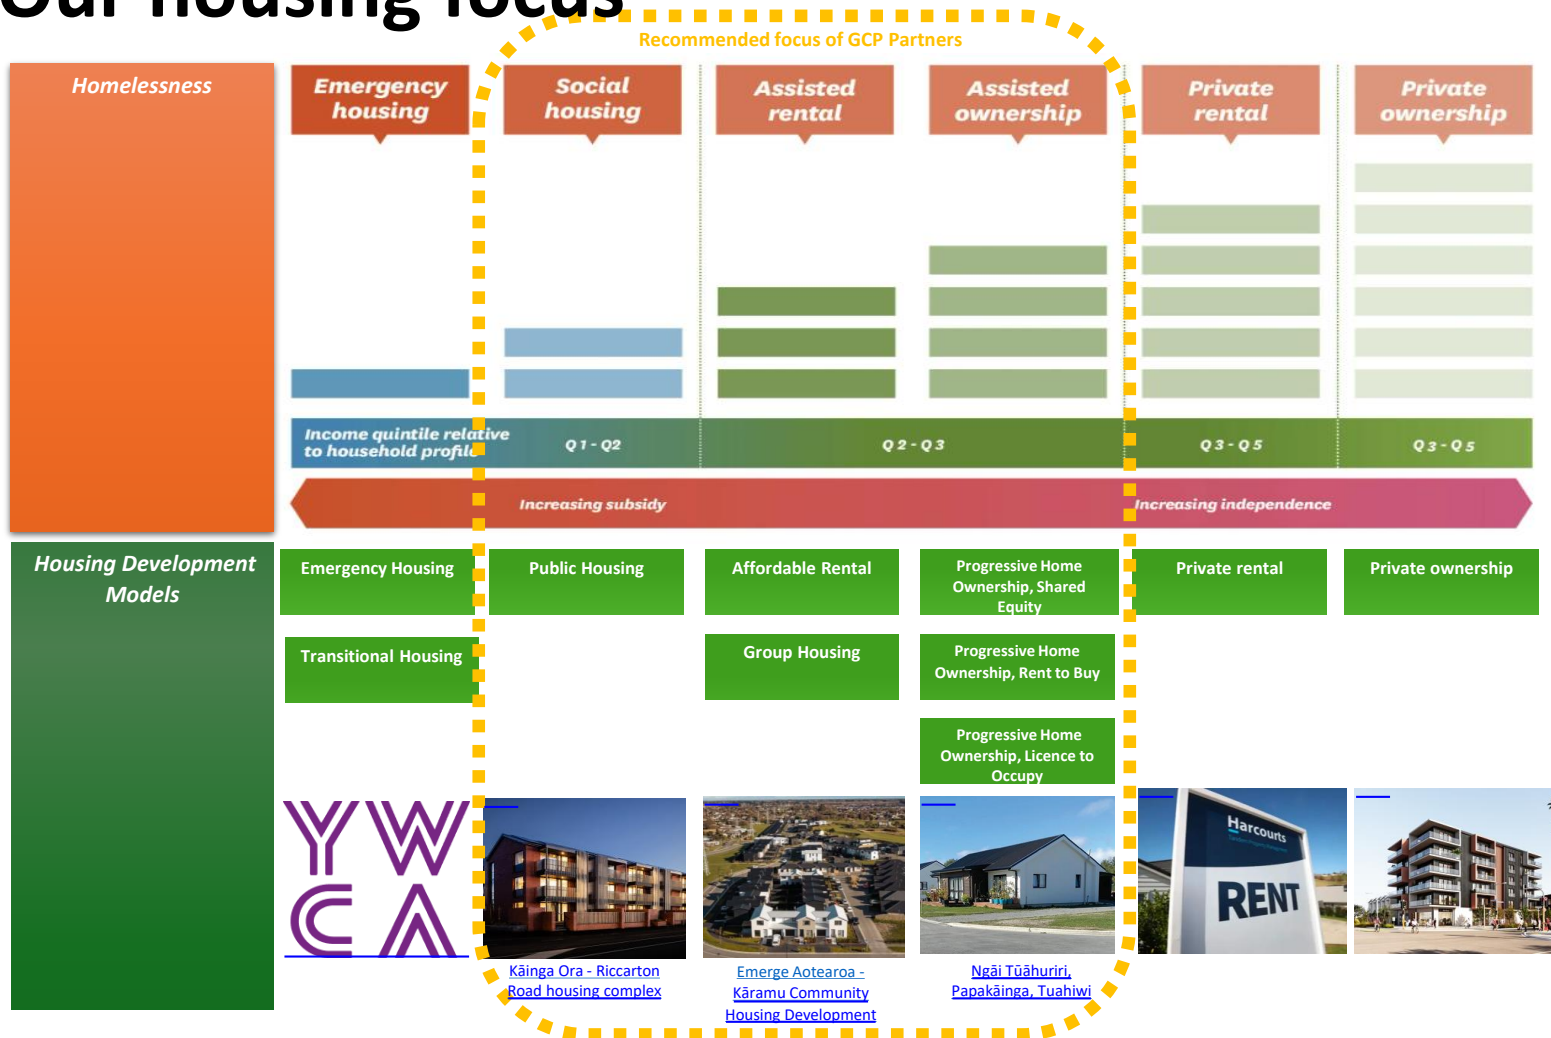 Our housing focus
Recommended focus of GCP Partners
Homelessness
Emergency
housing
Social
housing
Assisted
rental
Assisted
ownership
Private
rental
Private
ownership
Income quintile relative
to household profile
Q1 - Q2
Q2 - Q3
Q3 - Q5
Q3 - Q5
Increasing subsidy
Increasing independence
Housing Development
Models
Emergency Housing
Public Housing
Affordable Rental
Progressive Home
Ownership, Shared
Equity
Private rental
Private ownership
Transitional Housing
Group Housing
Progressive Home
Ownership, Rent to Buy
Progressive Home
Ownership, Licence to
Occupy
YW
CA
Harcourts
RENT
Kāinga Ora - Riccarton
Road housing complex
Emerge Aotearoa -
Kāramu Community
Housing Development
Ngāi Tūāhuriri,
Papakāinga, Tuahiwi